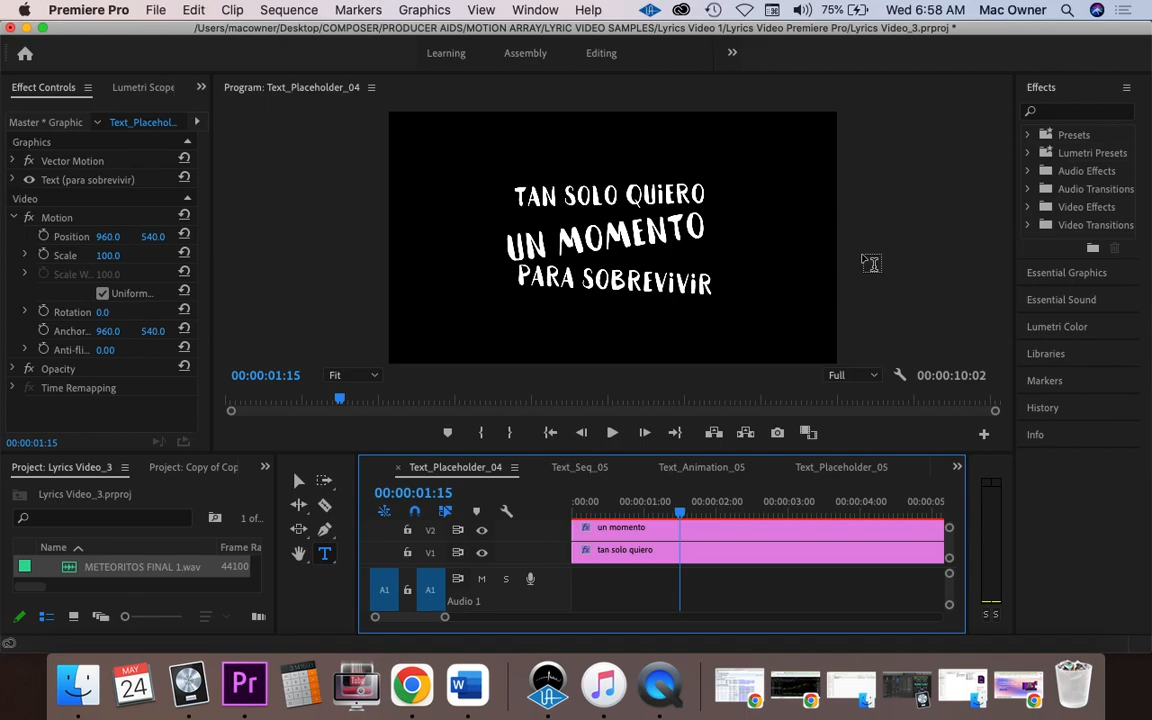 Premiere Pro File Edit Clip Sequence Markers Graphics View Window Help 75% Wed 6:58 AM Mac Owner
/Users/macowner/Desktop/COMPOSER/PRODUCER AIDS/MOTION ARRAY/LYRIC VIDEO SAMPLES/Lyrics Video 1/Lyrics Video Premiere Pro/Lyrics Video_3.prproj *
Learning Assembly Editing
Effect Controls Lumetri Scope Program: Text_Placeholder_04 Effects
Master * Graphic Text_Placehol...
Graphics
Vector Motion
Text (para sobrevivir)
Video
Motion
Position 960.0 540.0
Scale 100.0
Scale W... 100.0
Uniform...
Rotation 0.0
Anchor... 960.0 540.0
Anti-fli... 0.00
Opacity
Time Remapping
00:00:01:15
TAN SOLO QUiERO
UN MOMENTO
PARA SOBREViViR
00:00:01:15 Fit Full 00:00:10:02
Presets
Lumetri Presets
Audio Effects
Audio Transitions
Video Effects
Video Transitions
Essential Graphics
Essential Sound
Lumetri Color
Libraries
Markers
History
Info
Project: Lyrics Video_3 Project: Copy of Cop
Lyrics Video_3.prproj
1 of...
Name Frame Ra
METEORITOS FINAL 1.wav 44100
Text_Placeholder_04 Text_Seq_05 Text_Animation_05 Text_Placeholder_05
00:00:01:15
:00:00 00:00:01:00 00:00:02:00 00:00:03:00 00:00:04:00 00:00:05
V2 un momento
V1 tan solo quiero
A1 A1 M S
Audio 1
S S
MAY
24
Pr
W